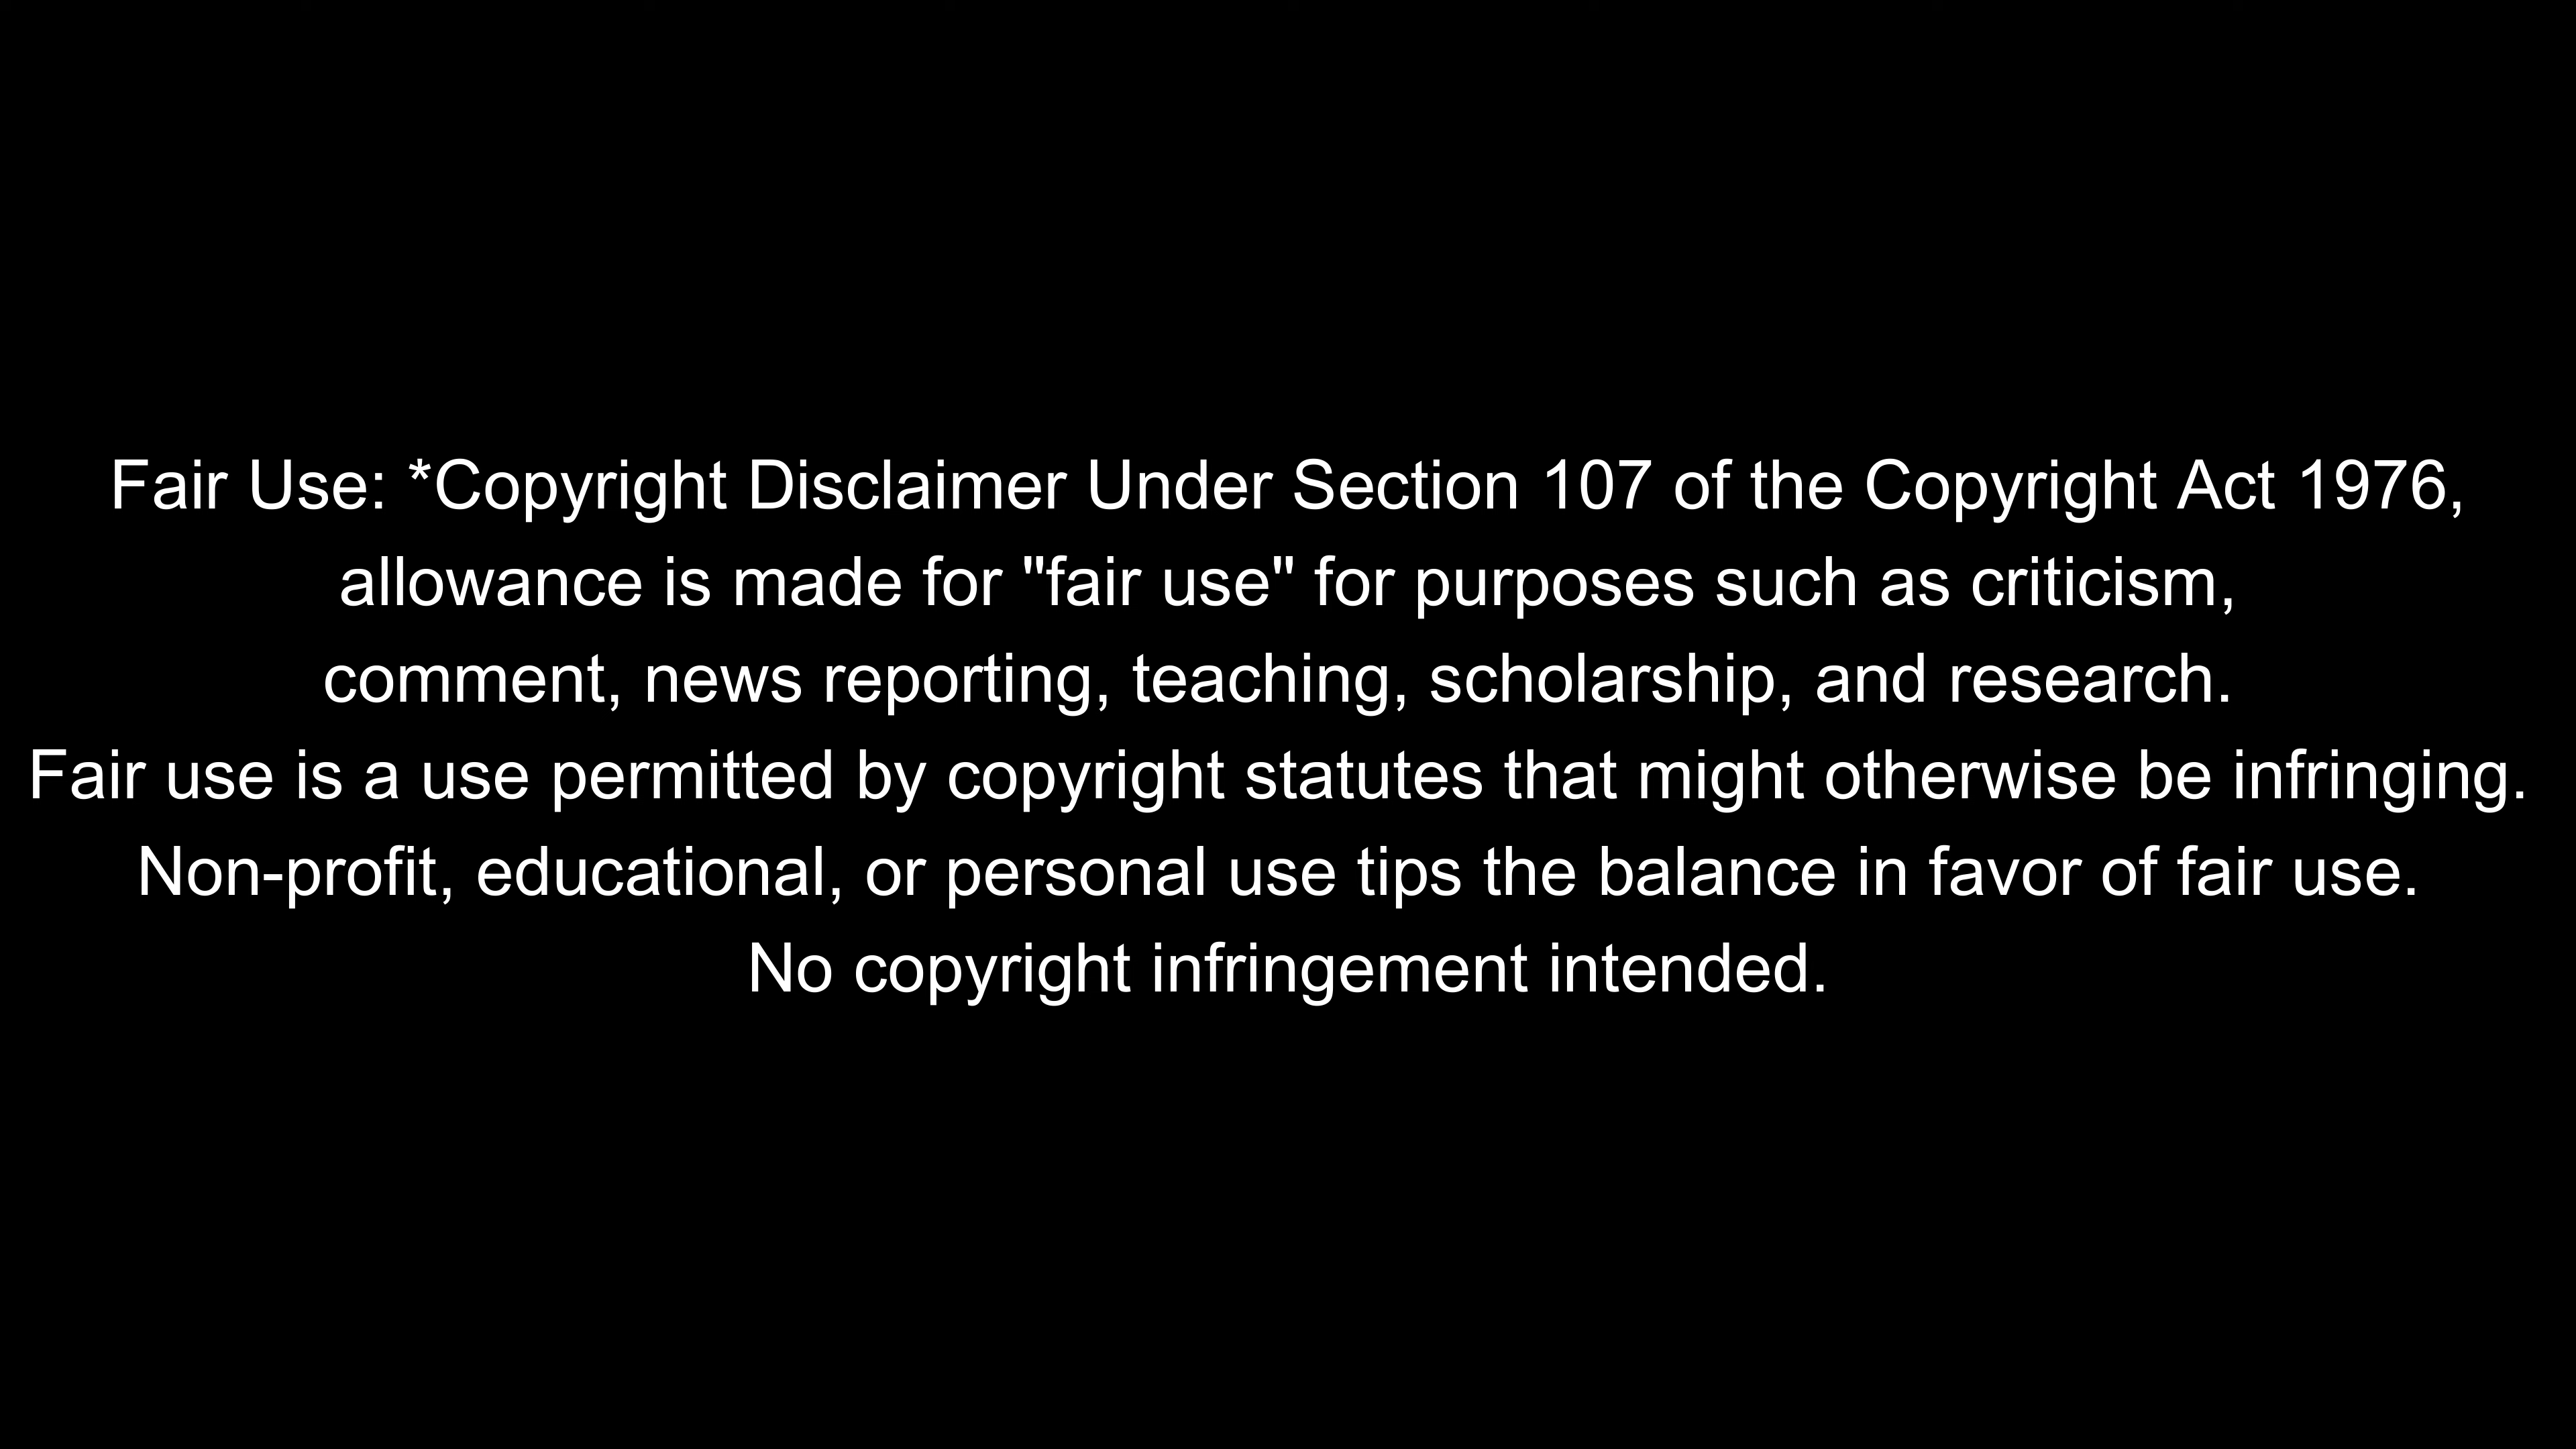 Fair Use: *Copyright Disclaimer Under Section 107 of the Copyright Act 1976,
allowance is made for "fair use" for purposes such as criticism,
comment, news reporting, teaching, scholarship, and research.
Fair use is a use permitted by copyright statutes that might otherwise be infringing.
Non-profit, educational, or personal use tips the balance in favor of fair use.
No copyright infringement intended.